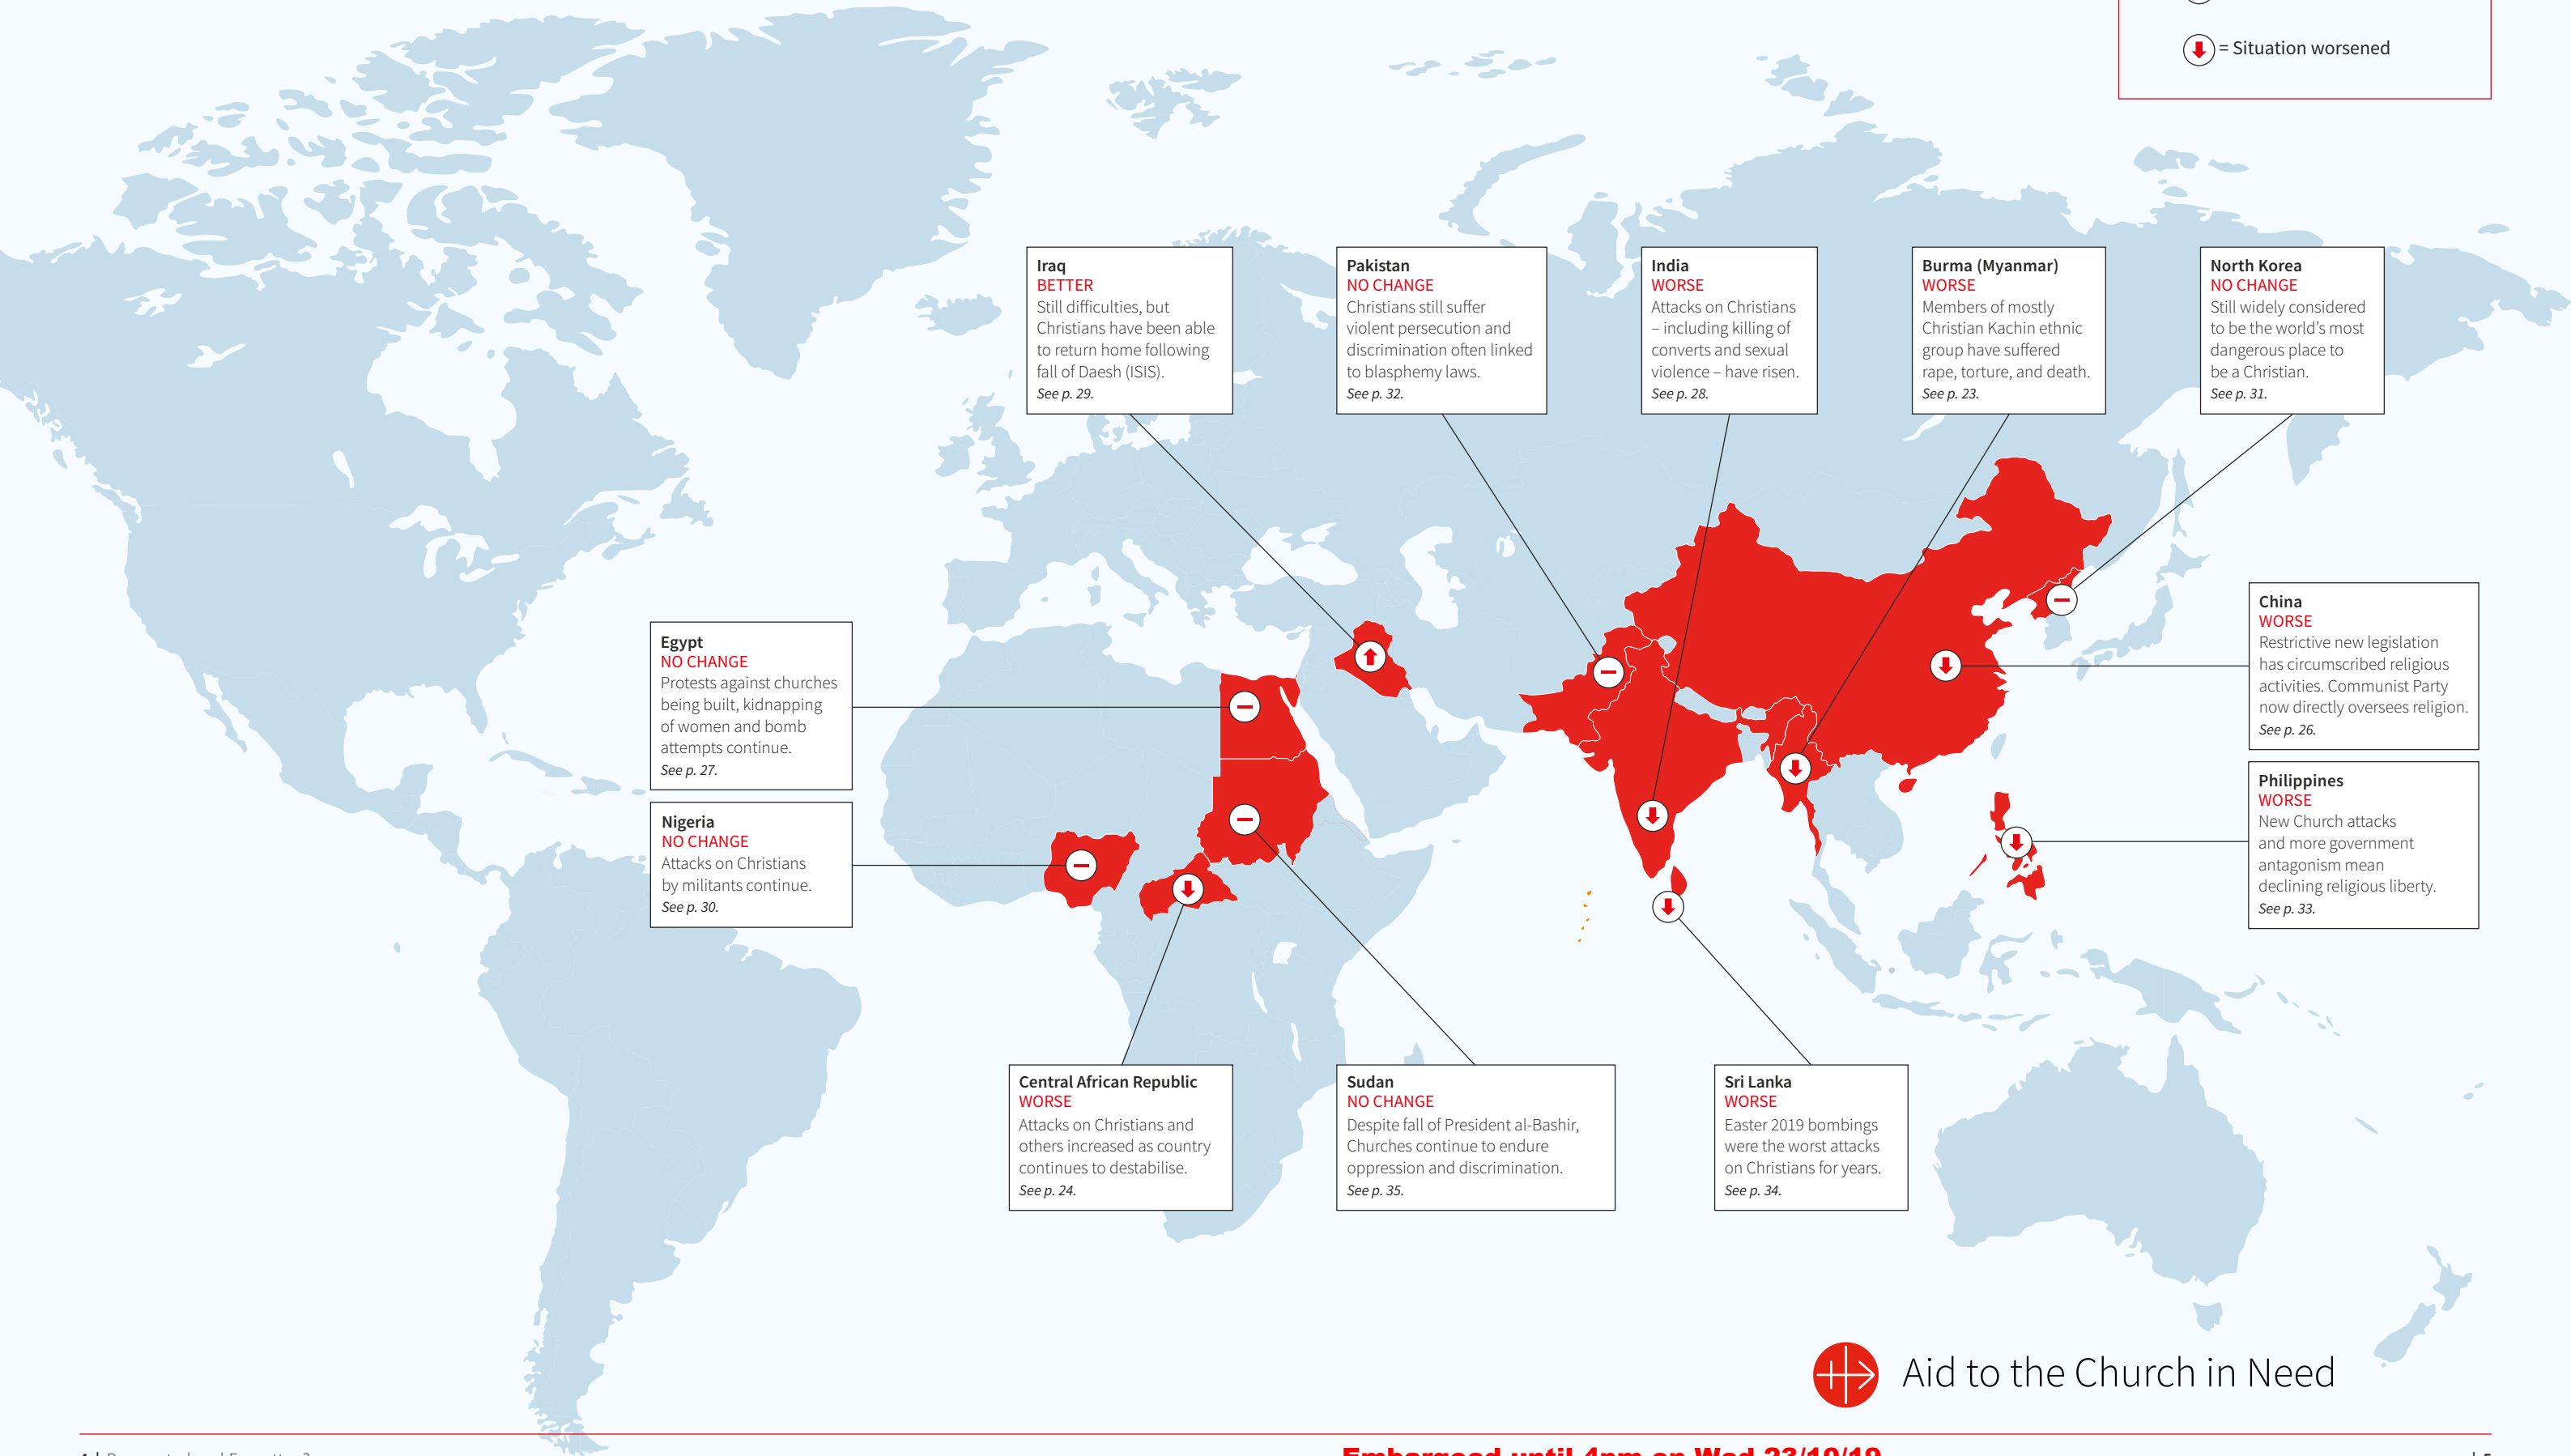 = Situation worsened
Iraq
BETTER
Still difficulties, but
Christians have been able
to return home following
fall of Daesh (ISIS).
See p. 29.
Pakistan
NO CHANGE
Christians still suffer
violent persecution and
discrimination often linked
to blasphemy laws.
See p. 32.
India
WORSE
Attacks on Christians
– including killing of
converts and sexual
violence – have risen.
See p. 28.
Burma (Myanmar)
WORSE
Members of mostly
Christian Kachin ethnic
group have suffered
rape, torture, and death.
See p. 23.
North Korea
NO CHANGE
Still widely considered
to be the world’s most
dangerous place to
be a Christian.
See p. 31.
Egypt
NO CHANGE
Protests against churches
being built, kidnapping
of women and bomb
attempts continue.
See p. 27.
China
WORSE
Restrictive new legislation
has circumscribed religious
activities. Communist Party
now directly oversees religion.
See p. 26.
Nigeria
NO CHANGE
Attacks on Christians
by militants continue.
See p. 30.
Philippines
WORSE
New Church attacks
and more government
antagonism mean
declining religious liberty.
See p. 33.
Central African Republic
WORSE
Attacks on Christians and
others increased as country
continues to destabilise.
See p. 24.
Sudan
NO CHANGE
Despite fall of President al-Bashir,
Churches continue to endure
oppression and discrimination.
See p. 35.
Sri Lanka
WORSE
Easter 2019 bombings
were the worst attacks
on Christians for years.
See p. 34.
Aid to the Church in Need
Embargoed until 4pm on Wed 23/10/19